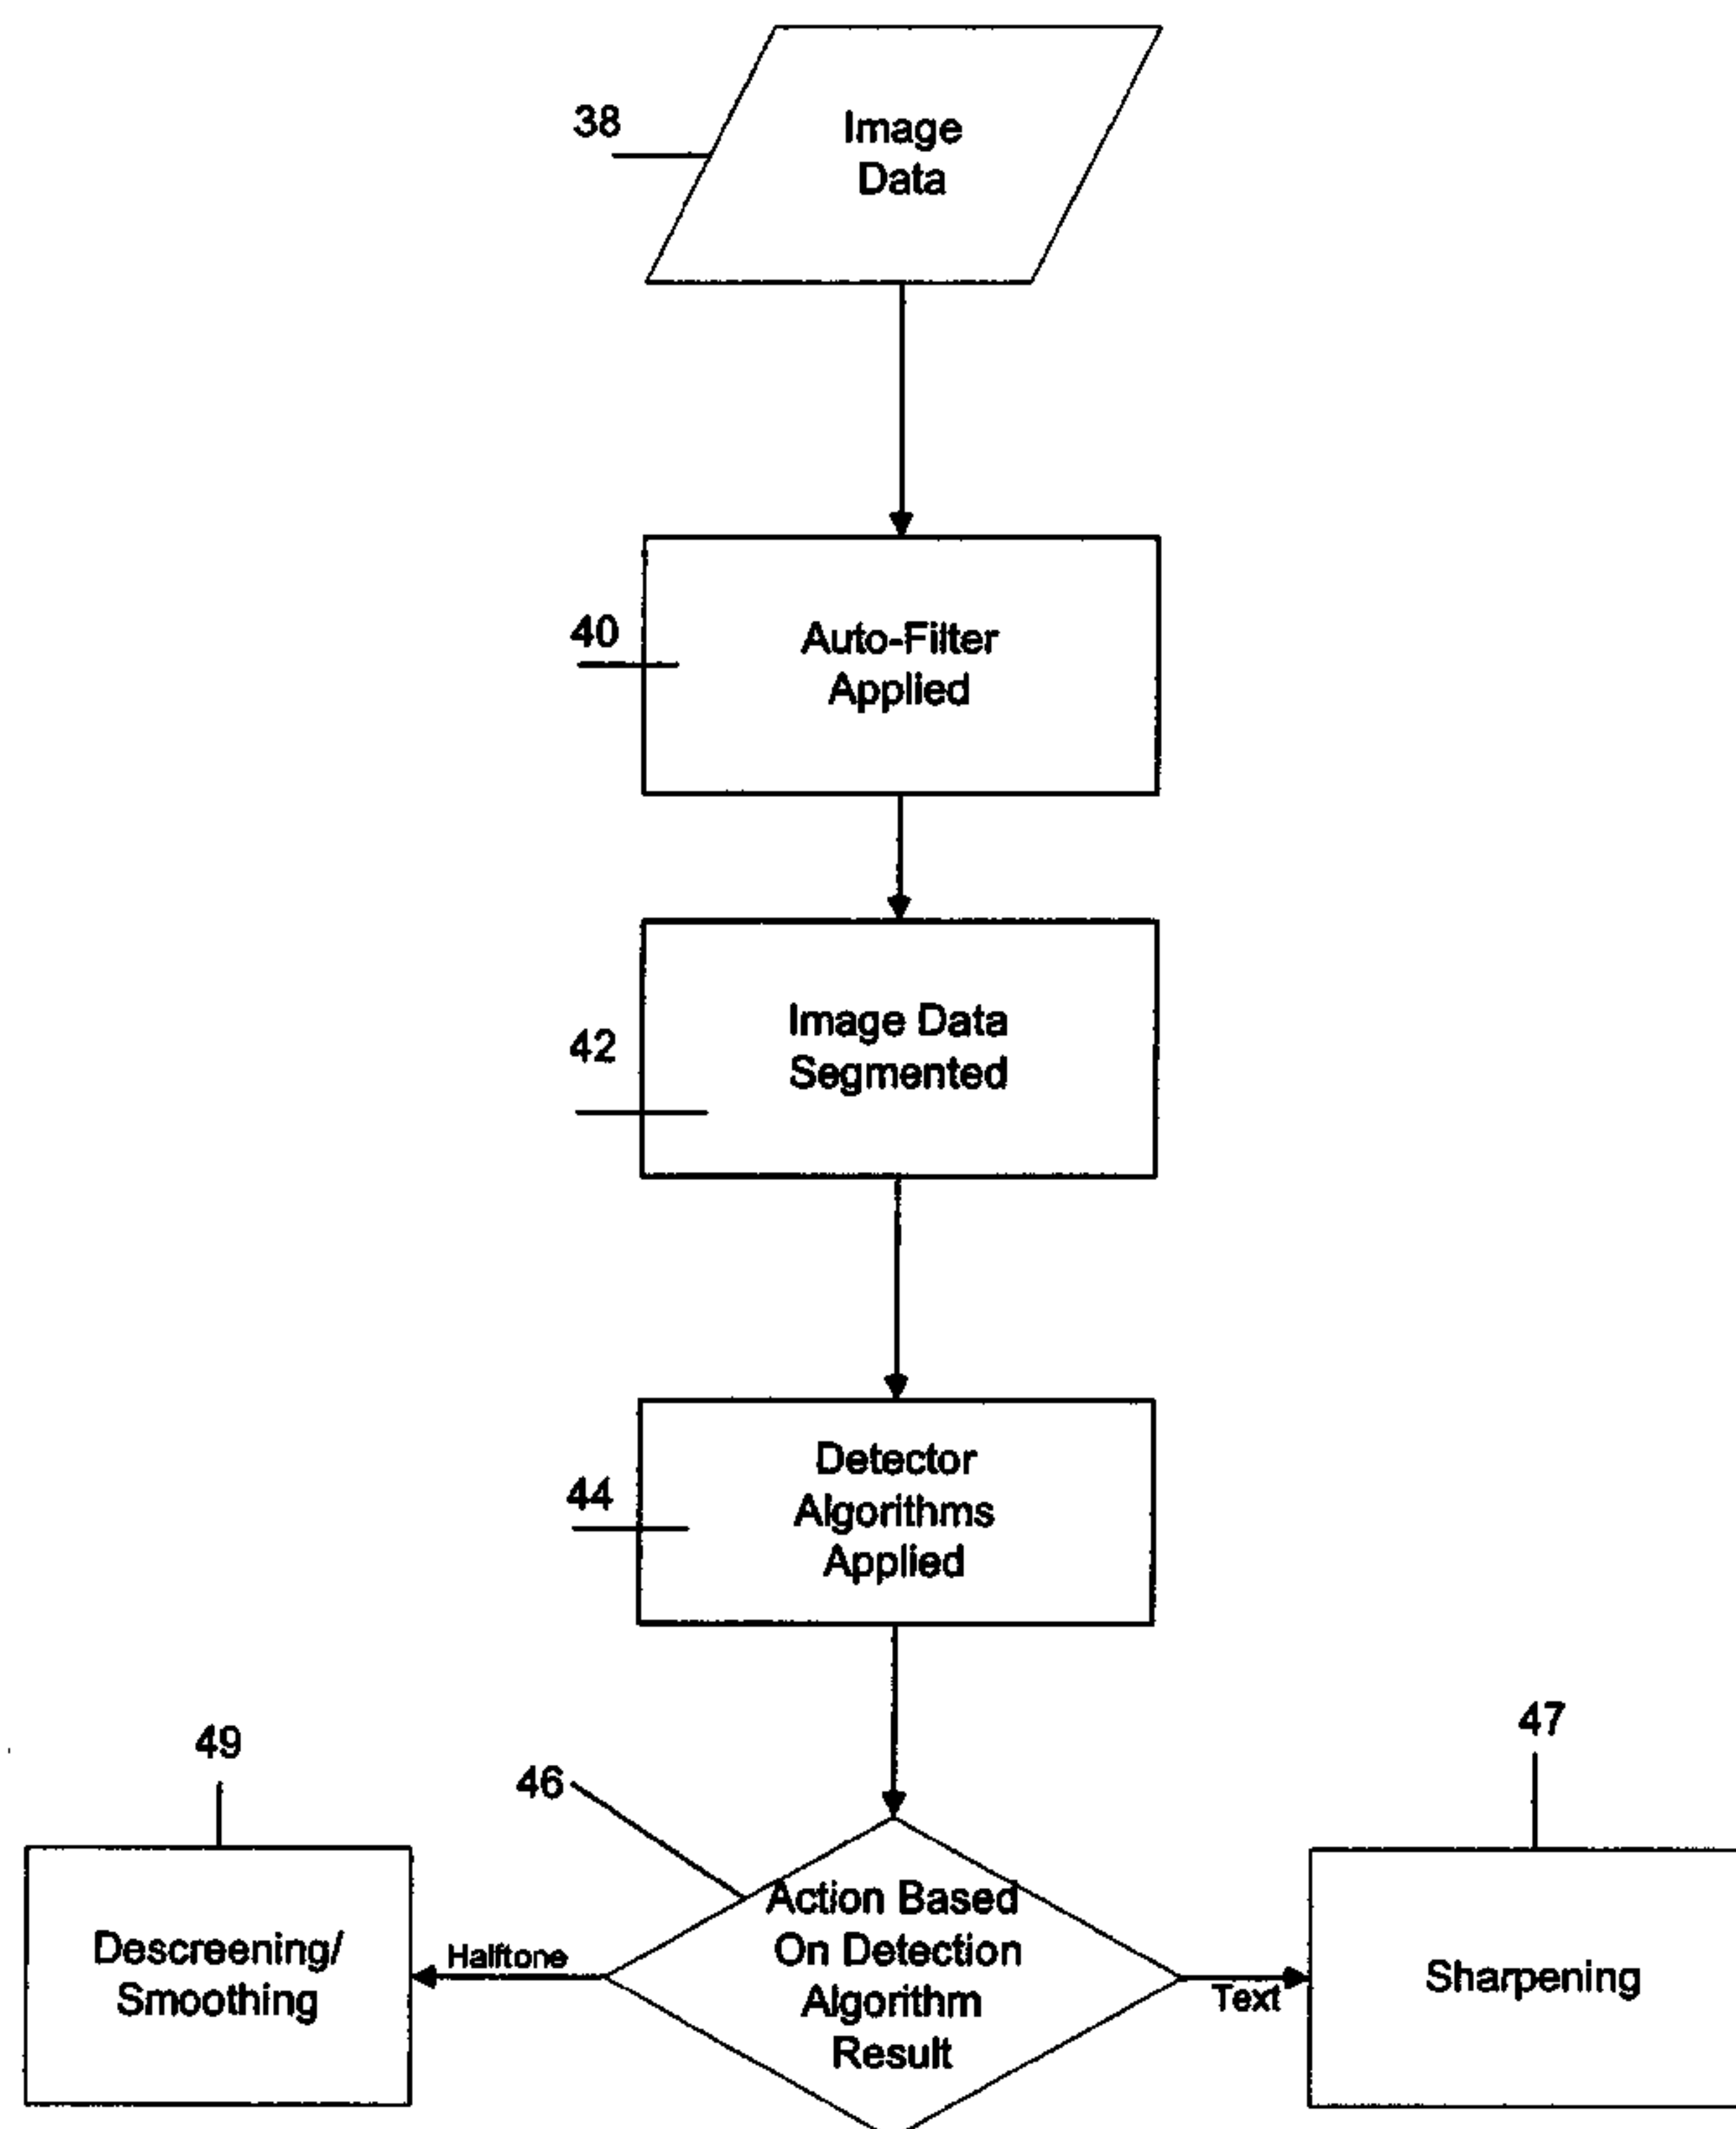 38
Image
Data
40
Auto-Filter
Applied
42
Image Data
Segmented
44
Detector
Algorithms
Applied
49
47
46
Action Based
On Detection
Algorithm
Result
Halftone
Descreening/
Smoothing
Text
Sharpening